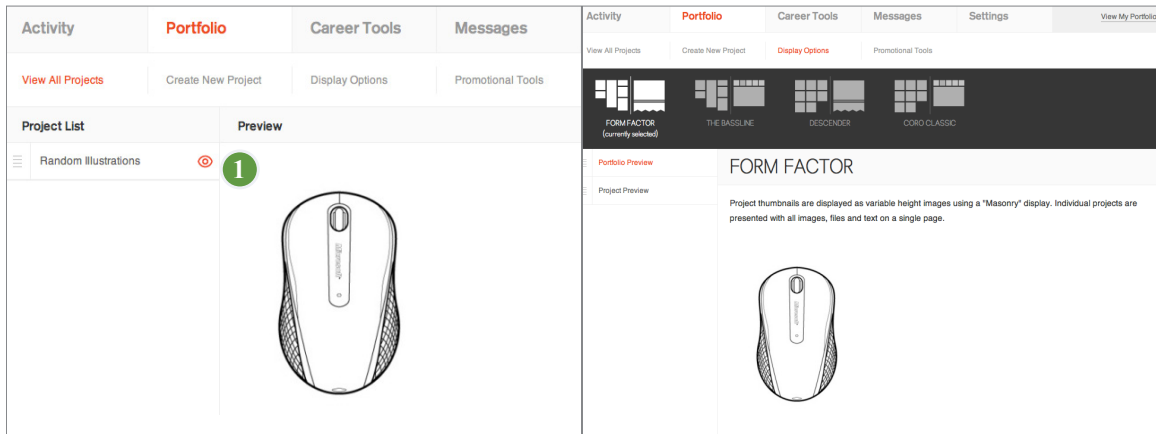 Activity Portfolio Career Tools Messages
View All Projects Create New Project Display Options Promotional Tools
Project List Preview
Random Illustrations
1
Microsoft
Activity Portfolio Career Tools Messages Settings View My Portfolio
View All Projects Create New Project Display Options Promotional Tools
FORM FACTOR THE BASSLINE DESCENDER CORO CLASSIC
(currently selected)
Portfolio Preview
Project Preview
FORM FACTOR
Project thumbnails are displayed as variable height images using a "Masonry" display. Individual projects are
presented with all images, files and text on a single page.
Microsoft